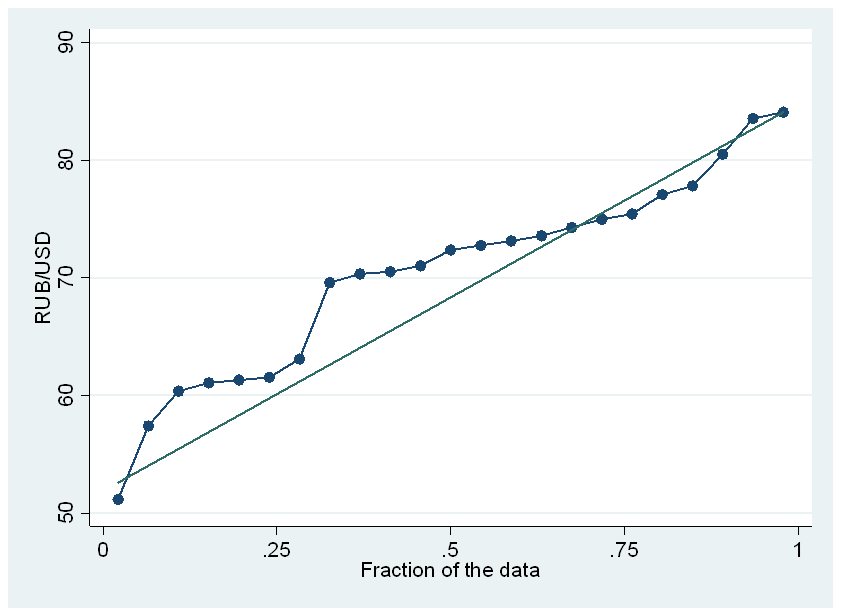 90
80
70
60
50
RUB/USD
0 .25 .5 .75 1
Fraction of the data